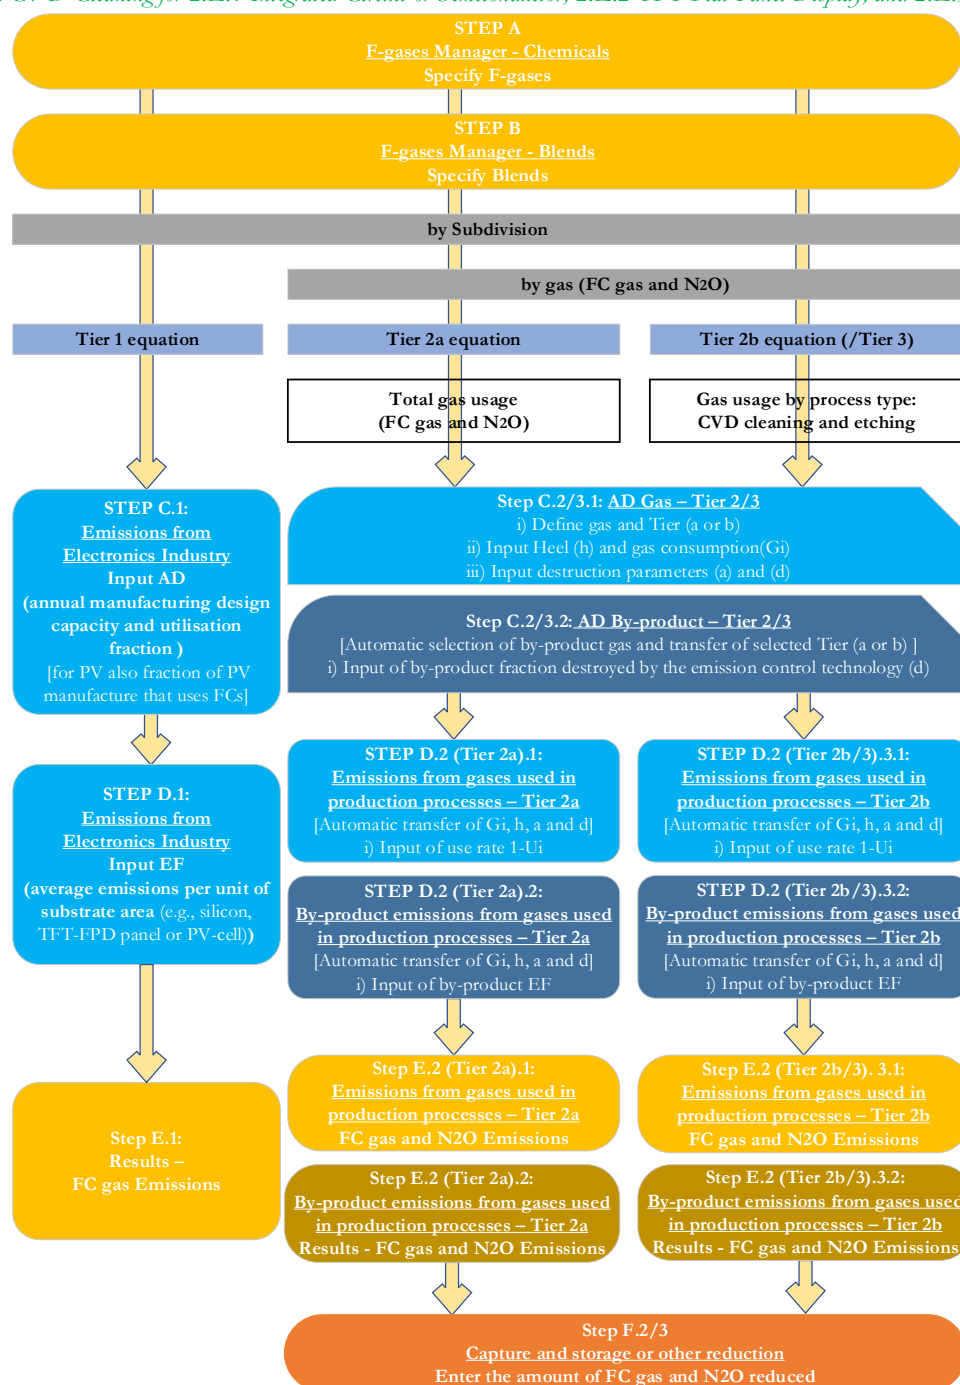 CVD Cleaning for 2.E.1 Integrated Circuit or Semiconductor, 2.E.2 TFT Flat Panel Display, and 2.E.
STEP A
F-gases Manager - Chemicals
Specify F-gases
STEP B
F-gases Manager - Blends
Specify Blends
by Subdivision
by gas (FC gas and N2O)
Tier 1 equation
Tier 2a equation
Tier 2b equation (/Tier 3)
Total gas usage
(FC gas and N2O)
Gas usage by process type:
CVD cleaning and etching
STEP C.1:
Emissions from
Electronics Industry
Input AD
(annual manufacturing design
capacity and utilisation
fraction )
[for PV also fraction of PV
manufacture that uses FCs]
Step C.2/3.1: AD Gas – Tier 2/3
i) Define gas and Tier (a or b)
ii) Input Heel (h) and gas consumption(Gi)
iii) Input destruction parameters (a) and (d)
Step C.2/3.2: AD By-product – Tier 2/3
[Automatic selection of by-product gas and transfer of selected Tier (a or b) ]
i) Input of by-product fraction destroyed by the emission control technology (d)
STEP D.1:
Emissions from
Electronics Industry
Input EF
(average emissions per unit of
substrate area (e.g., silicon,
TFT-FPD panel or PV-cell))
STEP D.2 (Tier 2a).1:
Emissions from gases used in
production processes – Tier 2a
[Automatic transfer of Gi, h, a and d]
i) Input of use rate 1-Ui
STEP D.2 (Tier 2b/3).3.1:
Emissions from gases used in
production processes – Tier 2b
[Automatic transfer of Gi, h, a and d]
i) Input of use rate 1-Ui
STEP D.2 (Tier 2a).2:
By-product emissions from gases used
in production processes – Tier 2a
[Automatic transfer of Gi, h, a and d]
i) Input of by-product EF
STEP D.2 (Tier 2b/3).3.2:
By-product emissions from gases used
in production processes – Tier 2b
[Automatic transfer of Gi, h, a and d]
i) Input of by-product EF
Step E.1:
Results –
FC gas Emissions
Step E.2 (Tier 2a).1:
Emissions from gases used in
production processes – Tier 2a
FC gas and N2O Emissions
Step E.2 (Tier 2b/3). 3.1:
Emissions from gases used in
production processes – Tier 2b
FC gas and N2O Emissions
Step E.2 (Tier 2a).2:
By-product emissions from gases used
in production processes – Tier 2a
Results - FC gas and N2O Emissions
Step E.2 (Tier 2b/3).3.2:
By-product emissions from gases used
in production processes – Tier 2b
Results - FC gas and N2O Emissions
Step F.2/3
Capture and storage or other reduction
Enter the amount of FC gas and N2O reduced